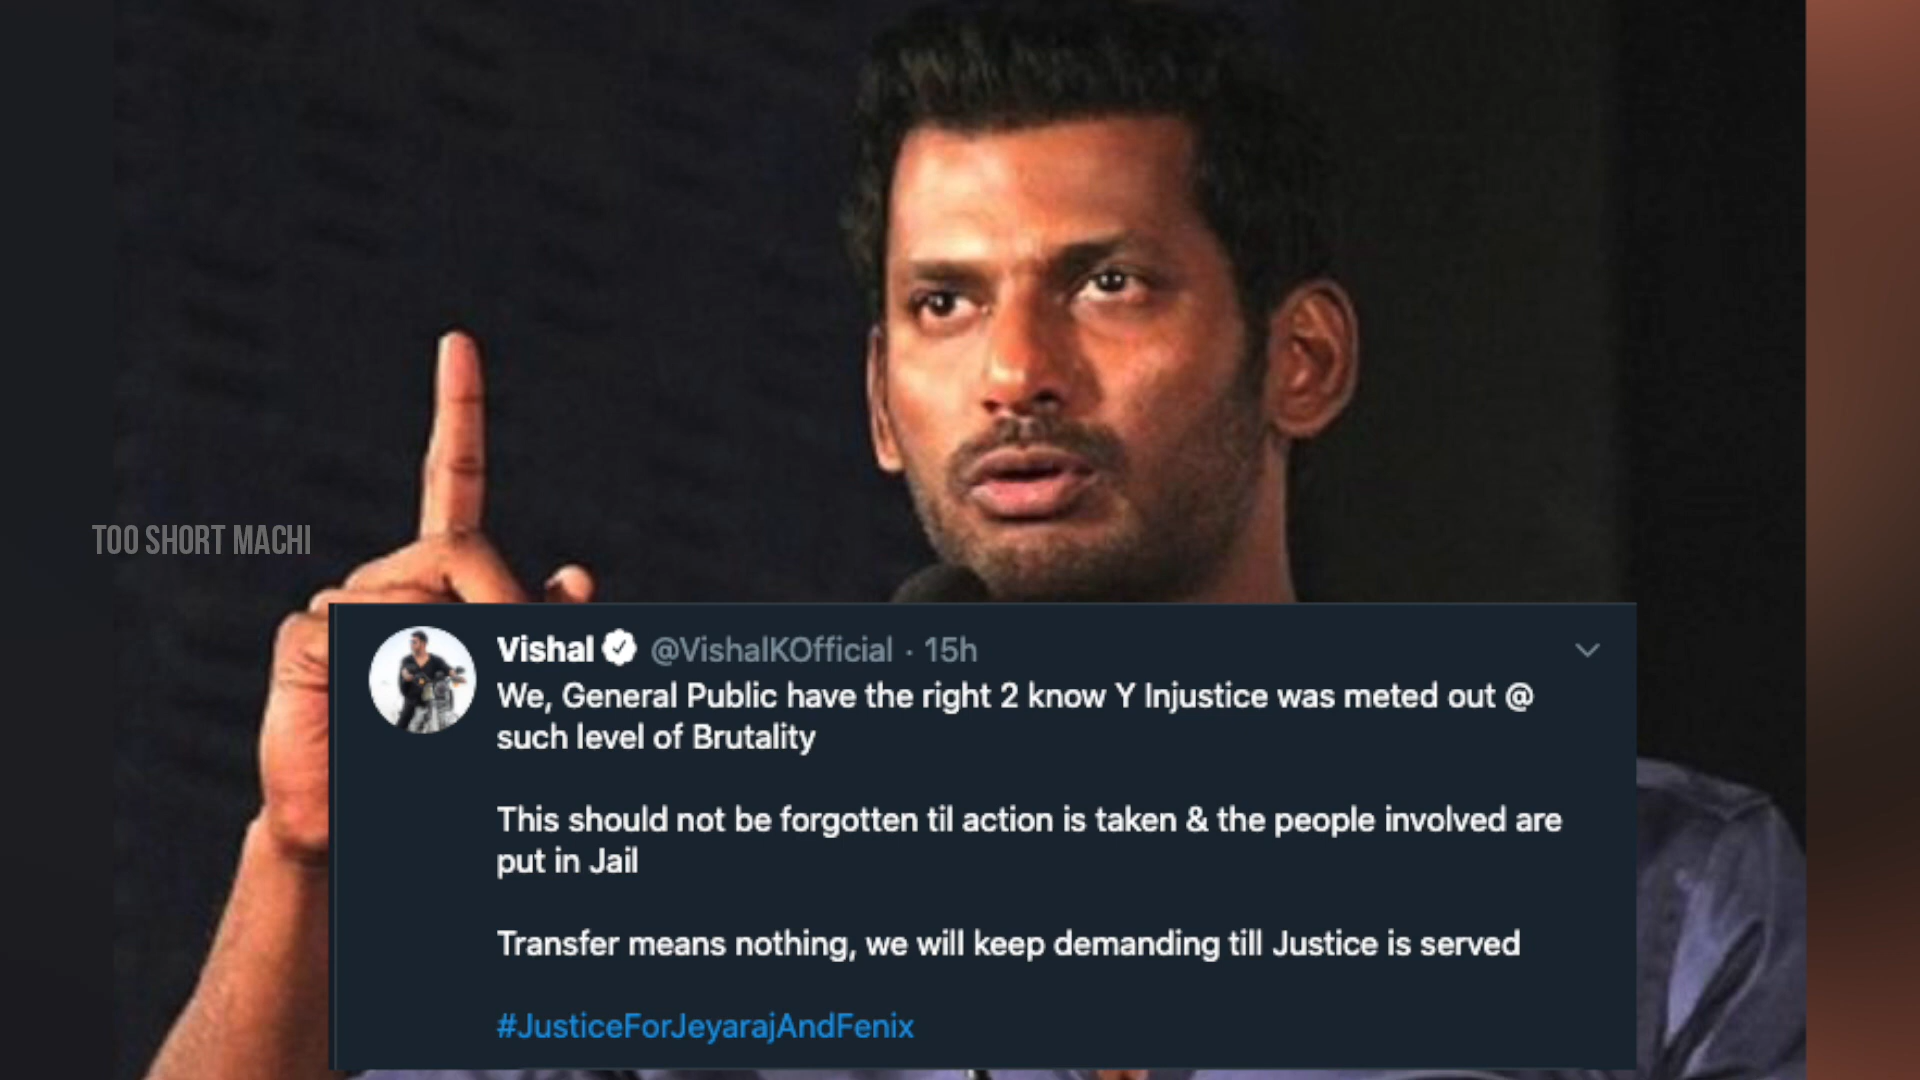 TOO SHORT MACHI
Vishal @VishalKOfficial · 15h
We, General Public have the right 2 know Y Injustice was meted out @
such level of Brutality
This should not be forgotten til action is taken & the people involved are
put in Jail
Transfer means nothing, we will keep demanding till Justice is served
#JusticeForJeyarajAndFenix